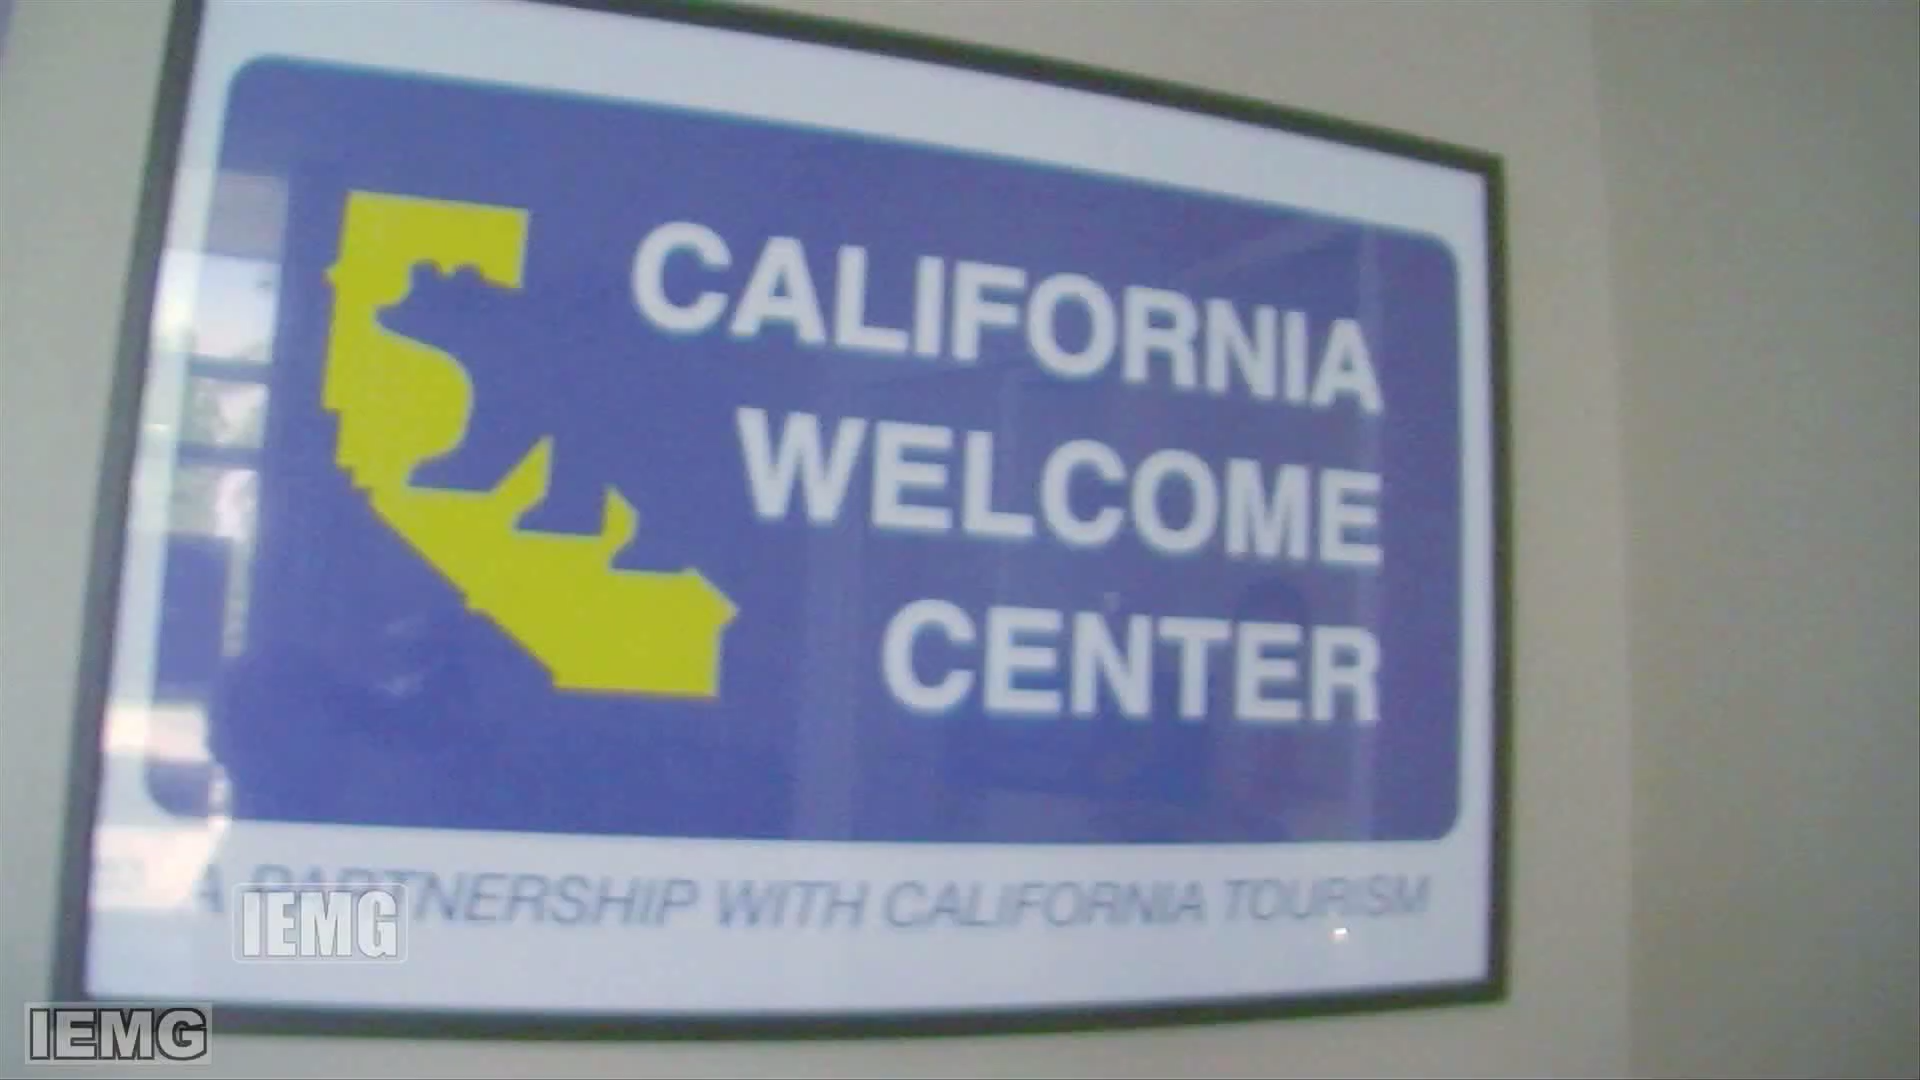 CALIFORNIA
WELCOME
CENTER
A PARTNERSHIP WITH CALIFORNIA TOURISM
IEMG
IEMG